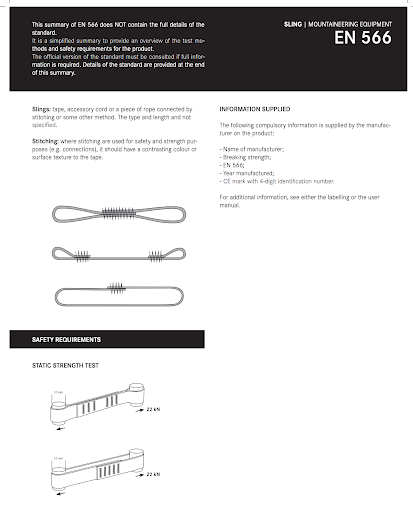 This summary of EN 566 does NOT contain the full details of the
standard.
It is a simplified summary to provide an overview of the test me-
thods and safety requirements for the product.
The official version of the standard must be consulted if full infor-
mation is required. Details of the standard are provided at the end
of this summary.
SLING | MOUNTAINEERING EQUIPMENT
EN 566
Slings: tape, accessory cord or a piece of rope connected by
stitching or some other method. The type and length and not
specified.
Stitching: where stitching are used for safety and strength pur-
poses (e.g. connections), it should have a contrasting colour or
surface texture to the tape.
INFORMATION SUPPLIED
The following compulsory information is supplied by the manufac-
turer on the product:
- Name of manufacturer;
- Breaking strength;
- EN 566;
- Year manufactured;
- CE mark with 4-digit identification number.
For additional information, see either the labelling or the user
manual.
SAFETY REQUIREMENTS
STATIC STRENGTH TEST
10 mm
22 kN
10 mm
22 kN